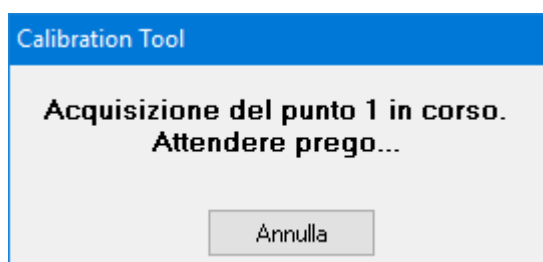 Calibration Tool
Acquisizione del punto 1 in corso.
Attendere prego...
Annulla